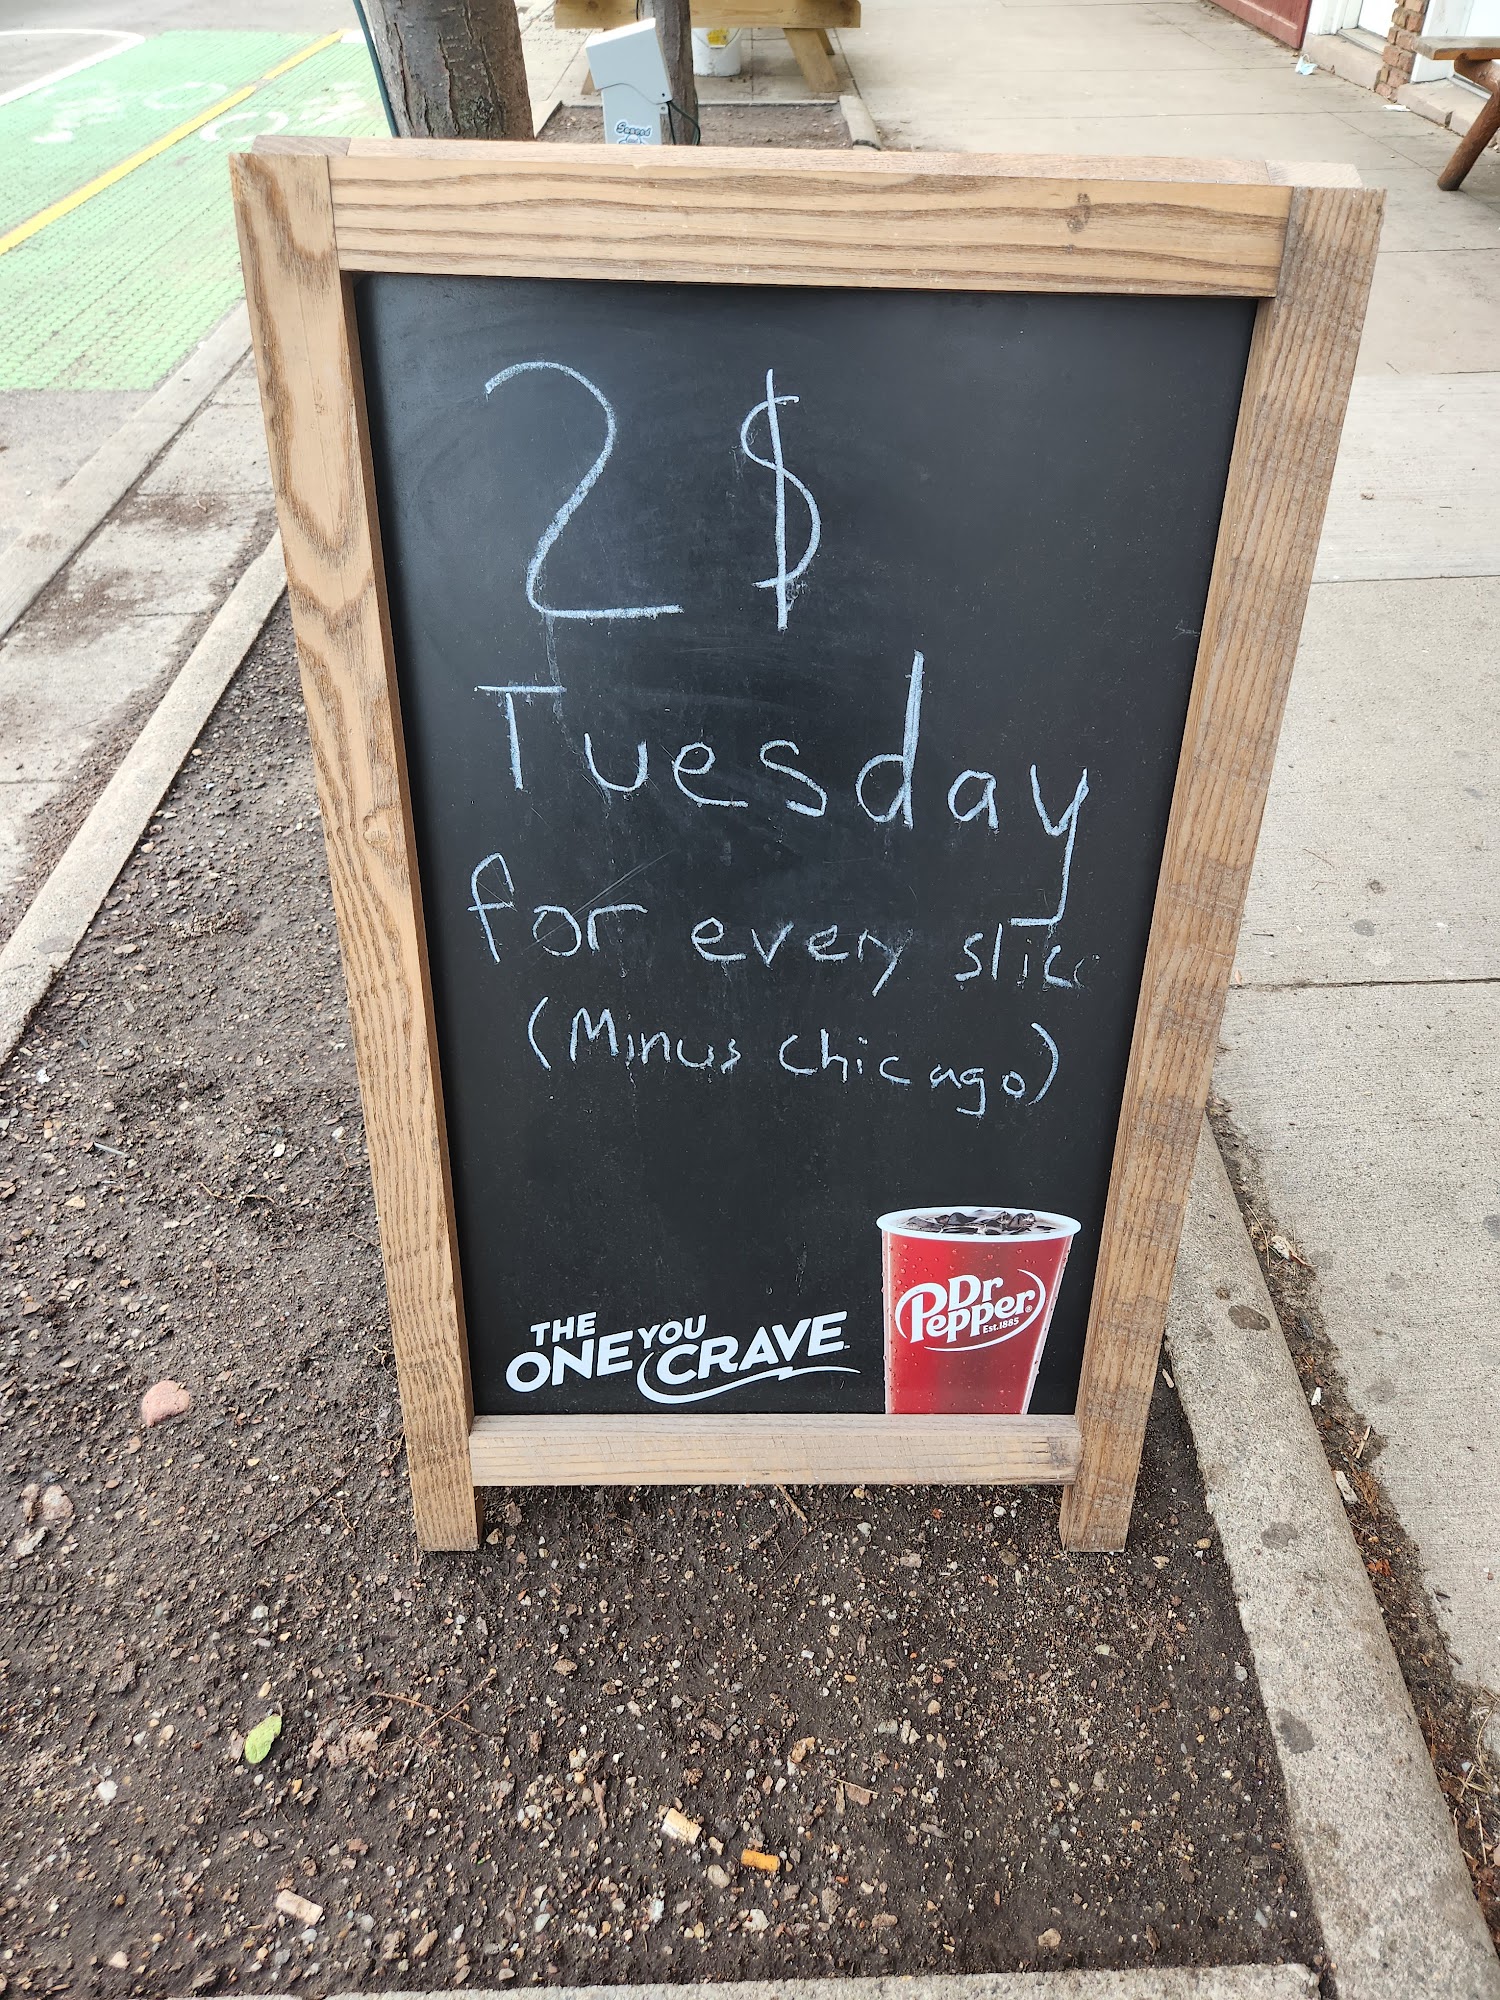 2 $
Tuesday
for every slice
(Minus Chicago)
THE
ONE YOU
CRAVE
Dr
Pepper
Est.1885